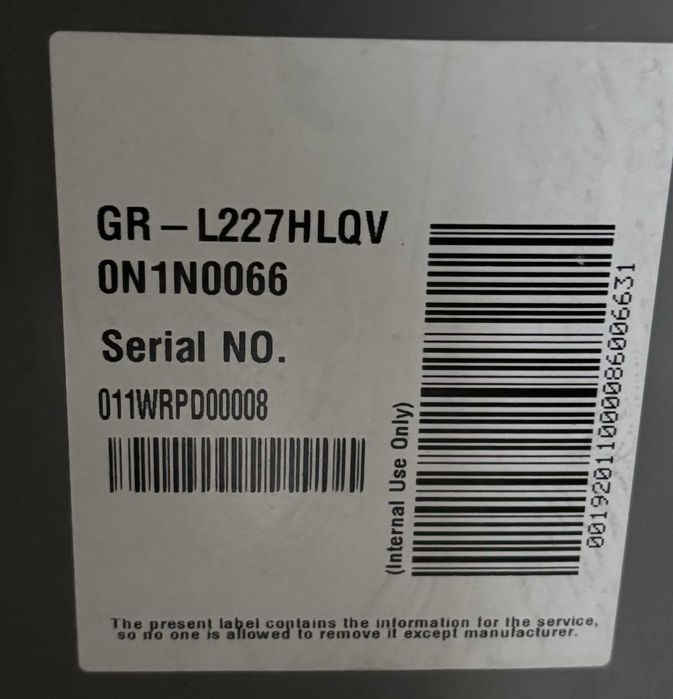 GR-L227HLQV
0N1N0066
Serial NO.
011WRPD00008
(Internal Use Only)
00192011000086006631
The present label contains the information for the service,
so no one is allowed to remove it except manufacturer.